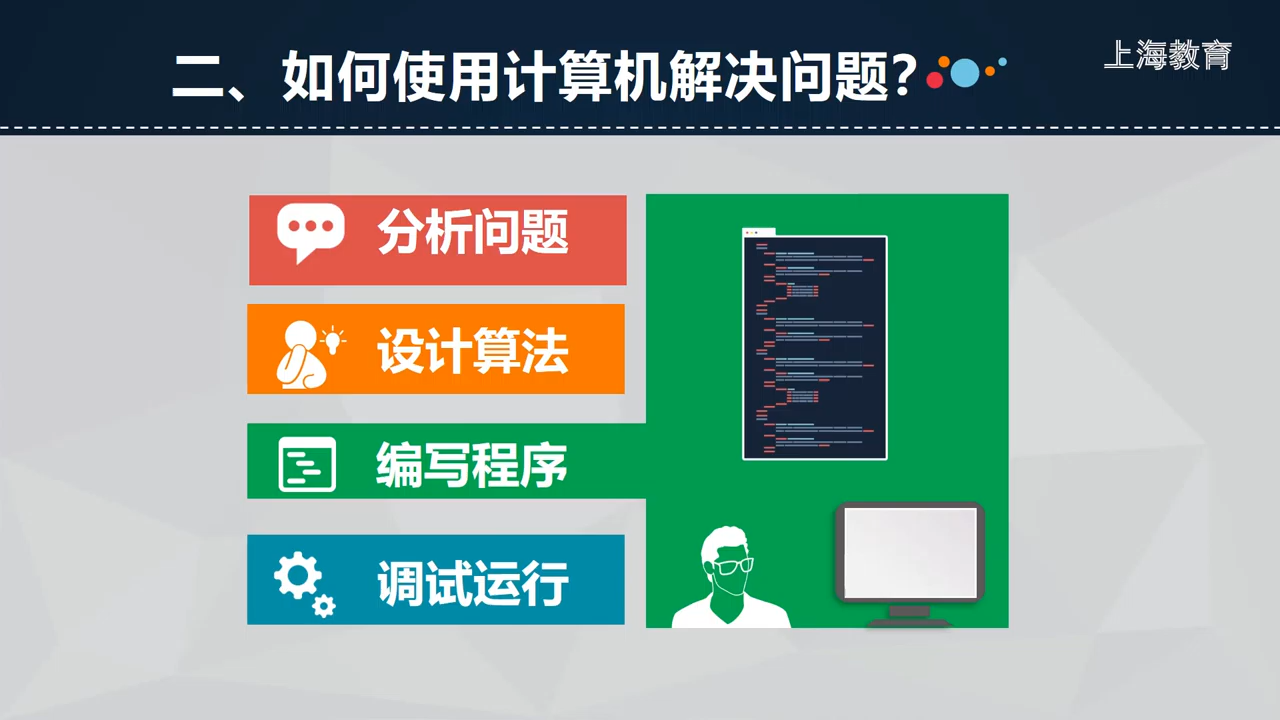 二、如何使用计算机解决问题?
上海教育
分析问题
设计算法
编写程序
调试运行